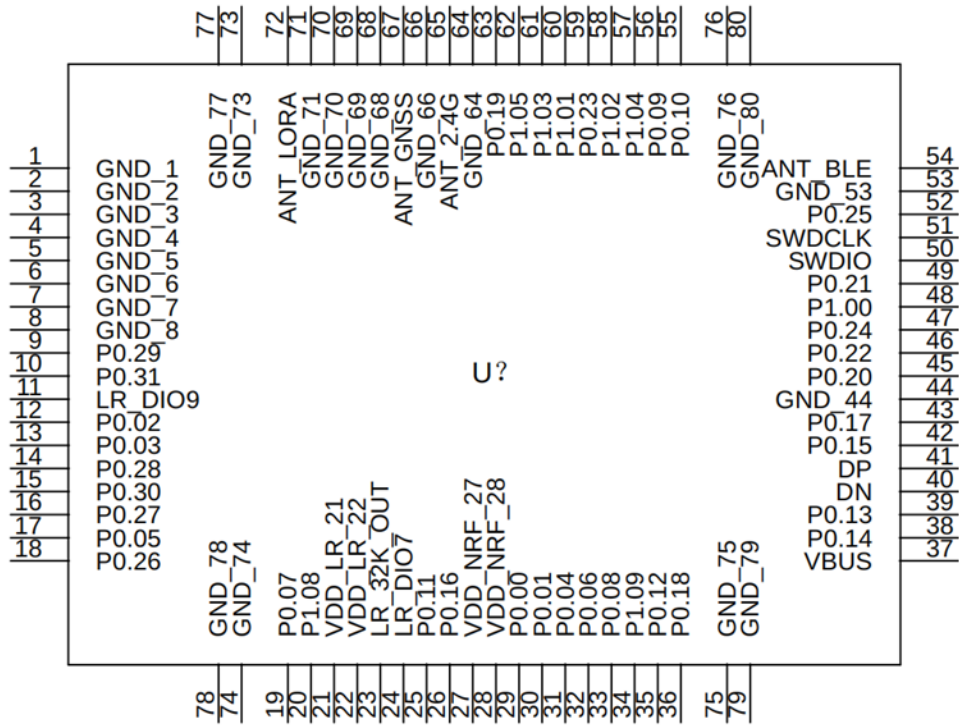 77 73 72 71 70 69 68 67 66 65 64 63 62 61 60 59 58 57 56 55 76 80
GND_77 GND_73 ANT_LORA GND_71 GND_70 GND_69 GND_68 ANT_GNSS GND_66 ANT_2.4G GND_64 P0.19 P1.05 P1.03 P1.01 P0.23 P1.02 P1.04 P0.09 P0.10 GND_76 GND_80
1 GND_1 ANT_BLE 54
2 GND_2 GND_53 53
3 GND_3 P0.25 52
4 GND_4 SWDCLK 51
5 GND_5 SWDIO 50
6 GND_6 P0.21 49
7 GND_7 P1.00 48
8 GND_8 P0.24 47
9 P0.29 P0.22 46
10 P0.31 P0.20 45
11 LR_DIO9 GND_44 44
12 P0.02 P0.17 43
13 P0.03 P0.15 42
14 P0.28 DP 41
15 P0.30 DN 40
16 P0.27 P0.13 39
17 P0.05 P0.14 38
18 P0.26 VBUS 37
U?
GND_78 GND_74 P0.07 P1.08 VDD_LR_21 VDD_LR_22 LR_32K_OUT LR_DIO7 P0.11 P0.16 VDD_NRF_27 VDD_NRF_28 P0.00 P0.01 P0.04 P0.06 P0.08 P1.09 P0.12 P0.18 GND_75 GND_79
78 74 19 20 21 22 23 24 25 26 27 28 29 30 31 32 33 34 35 36 75 79